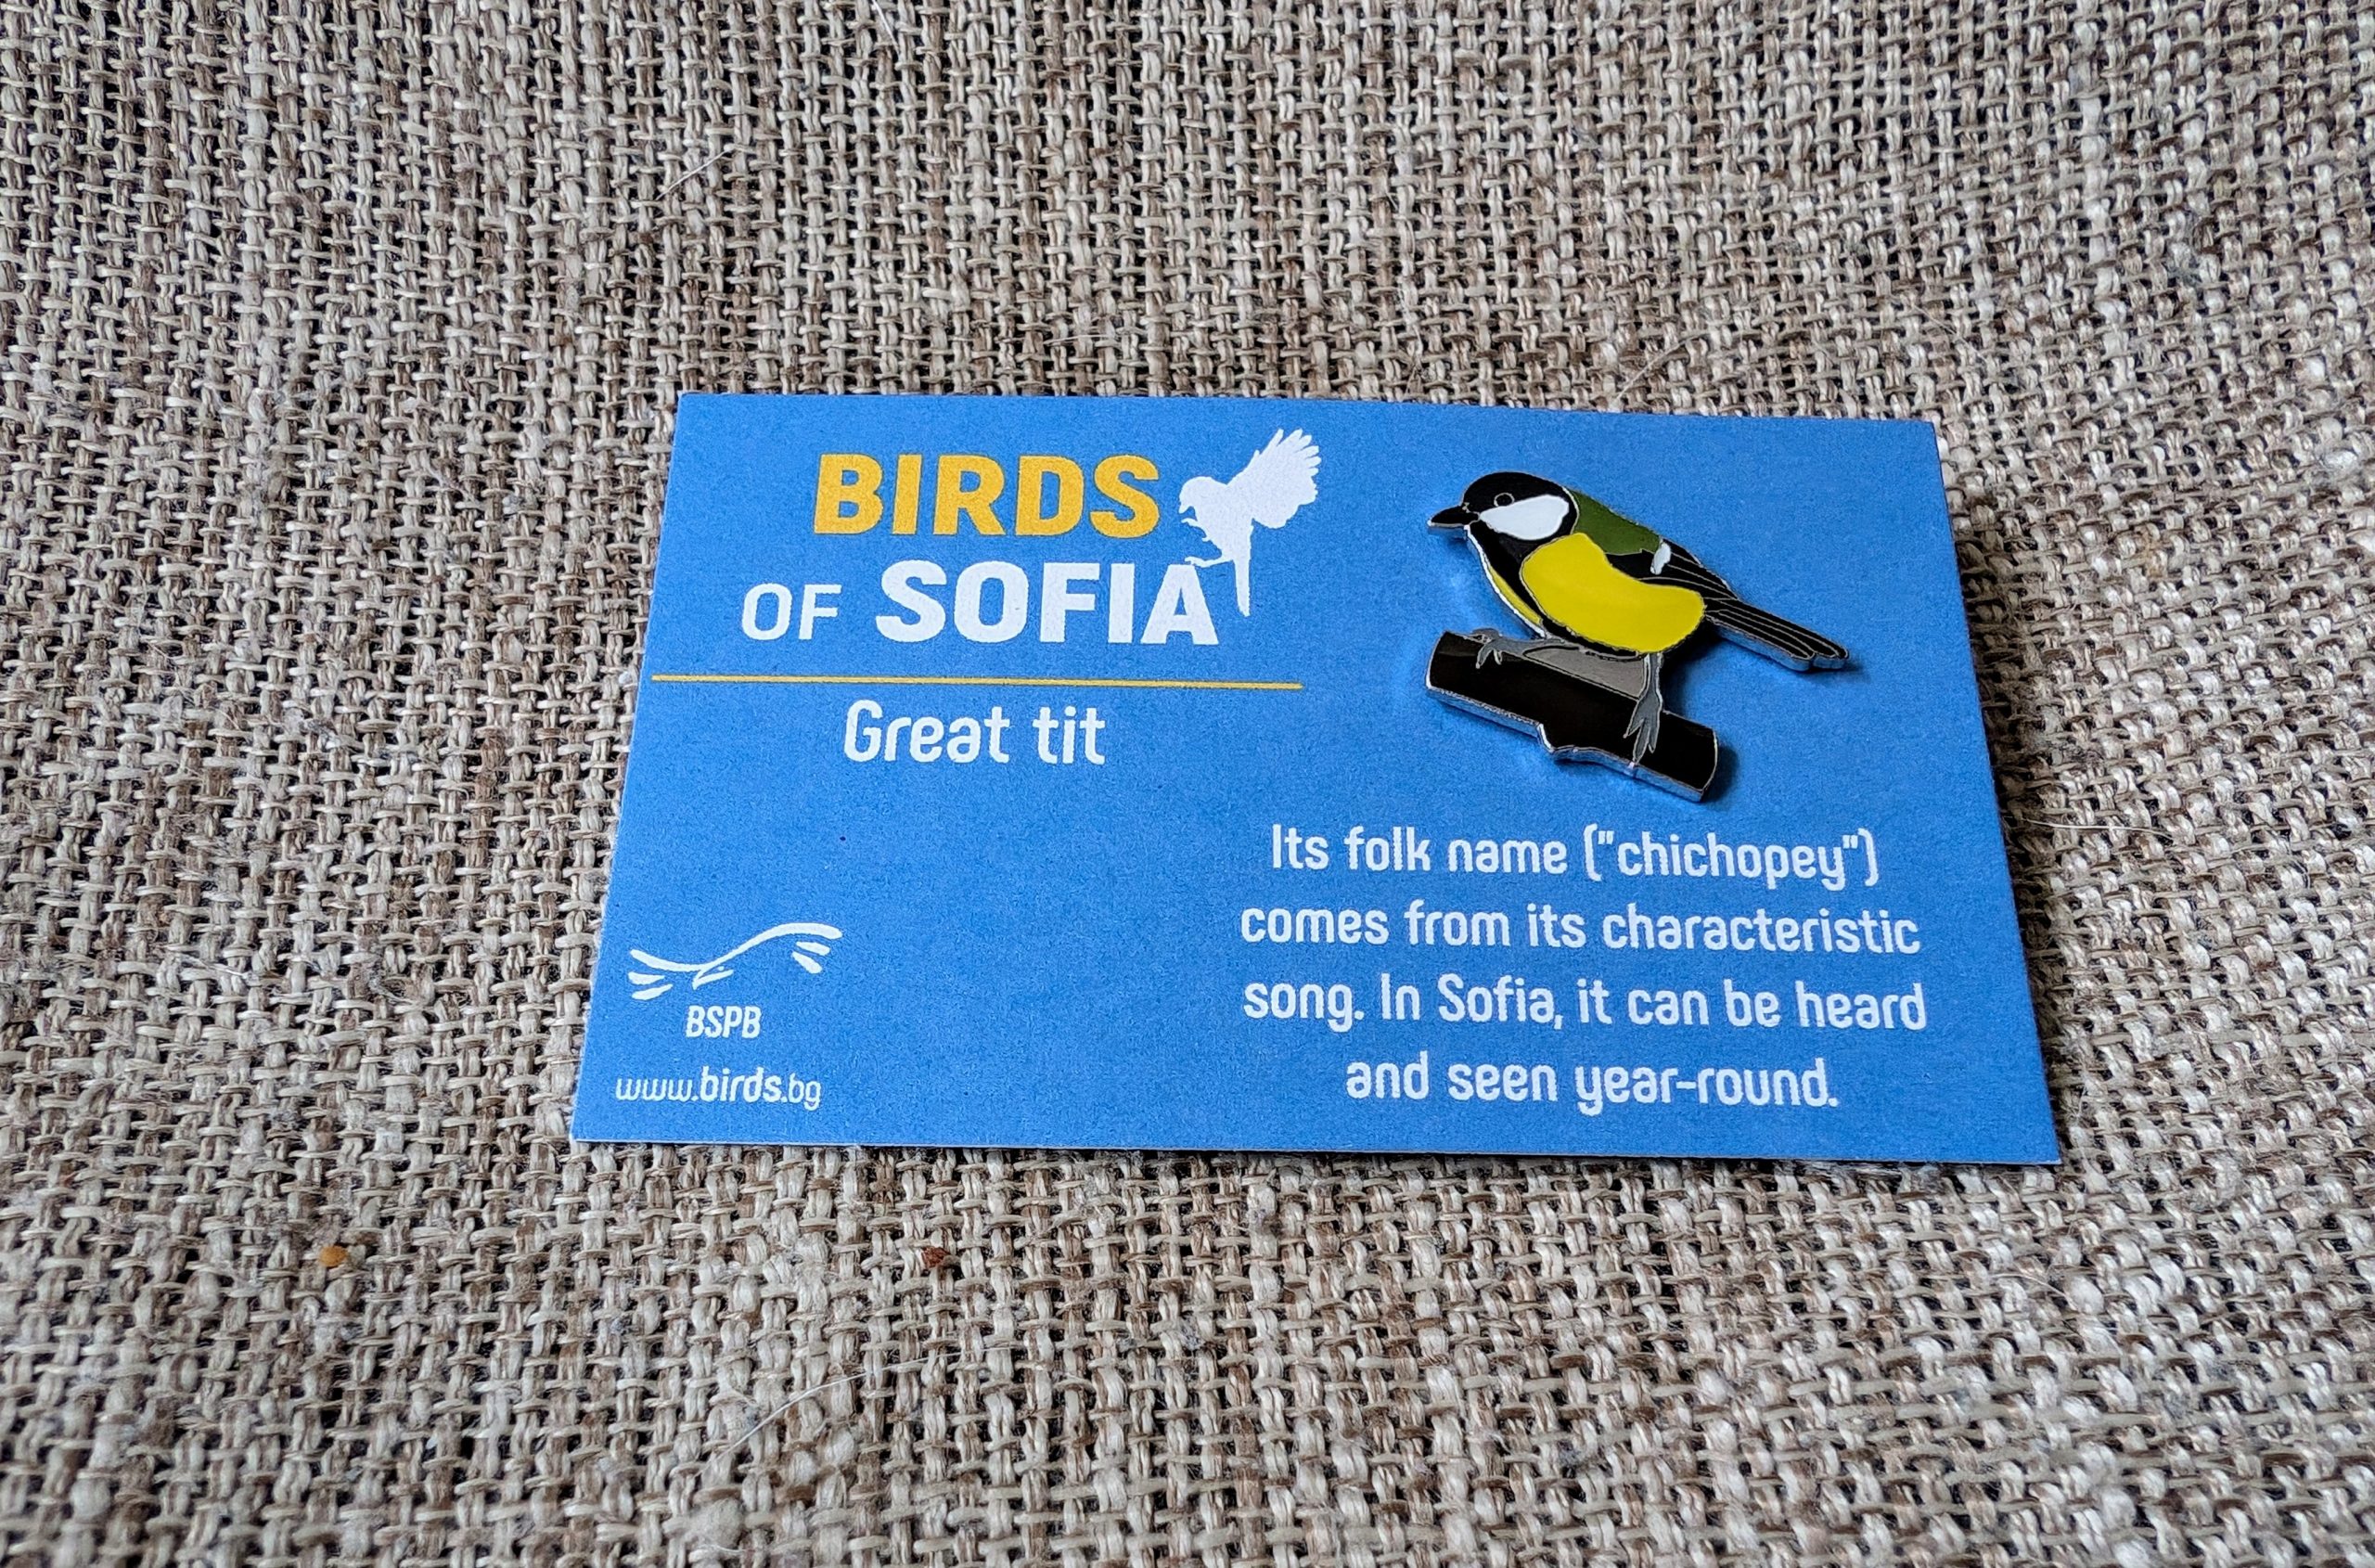 BIRDS
OF SOFIA
Great tit
Its folk name ("chichopey")
comes from its characteristic
song. In Sofia, it can be heard
and seen year-round.
BSPB
www.birds.bg